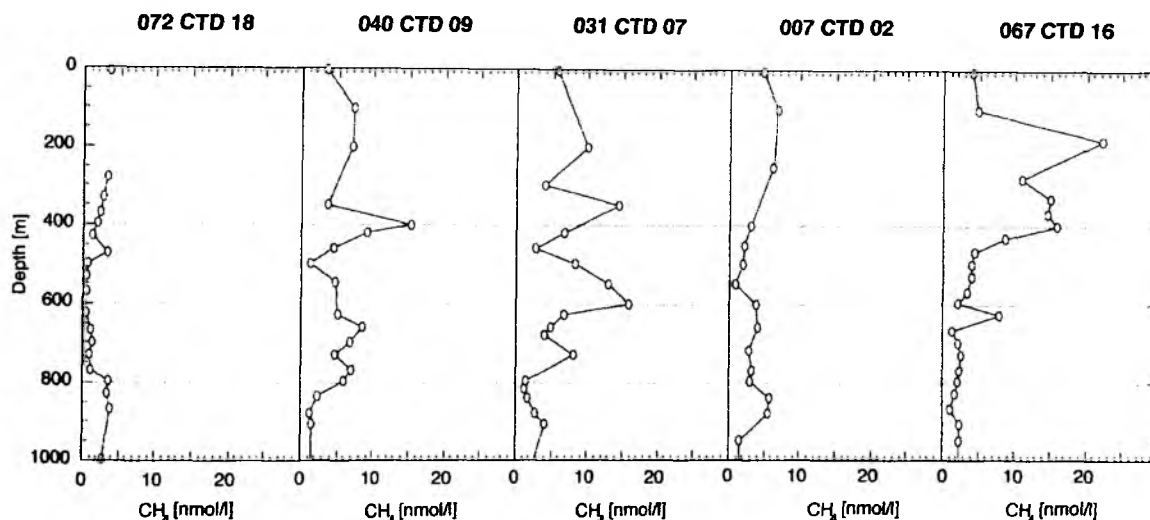 072 CTD 18 040 CTD 09 031 CTD 07 007 CTD 02 067 CTD 16
0
200
400
600
800
1000
Depth [m]
0 10 20 0 10 20 0 10 20 0 10 20 0 10 20
CH₄ [nmol/l] CH₄ [nmol/l] CH₄ [nmol/l] CH₄ [nmol/l] CH₄ [nmol/l]